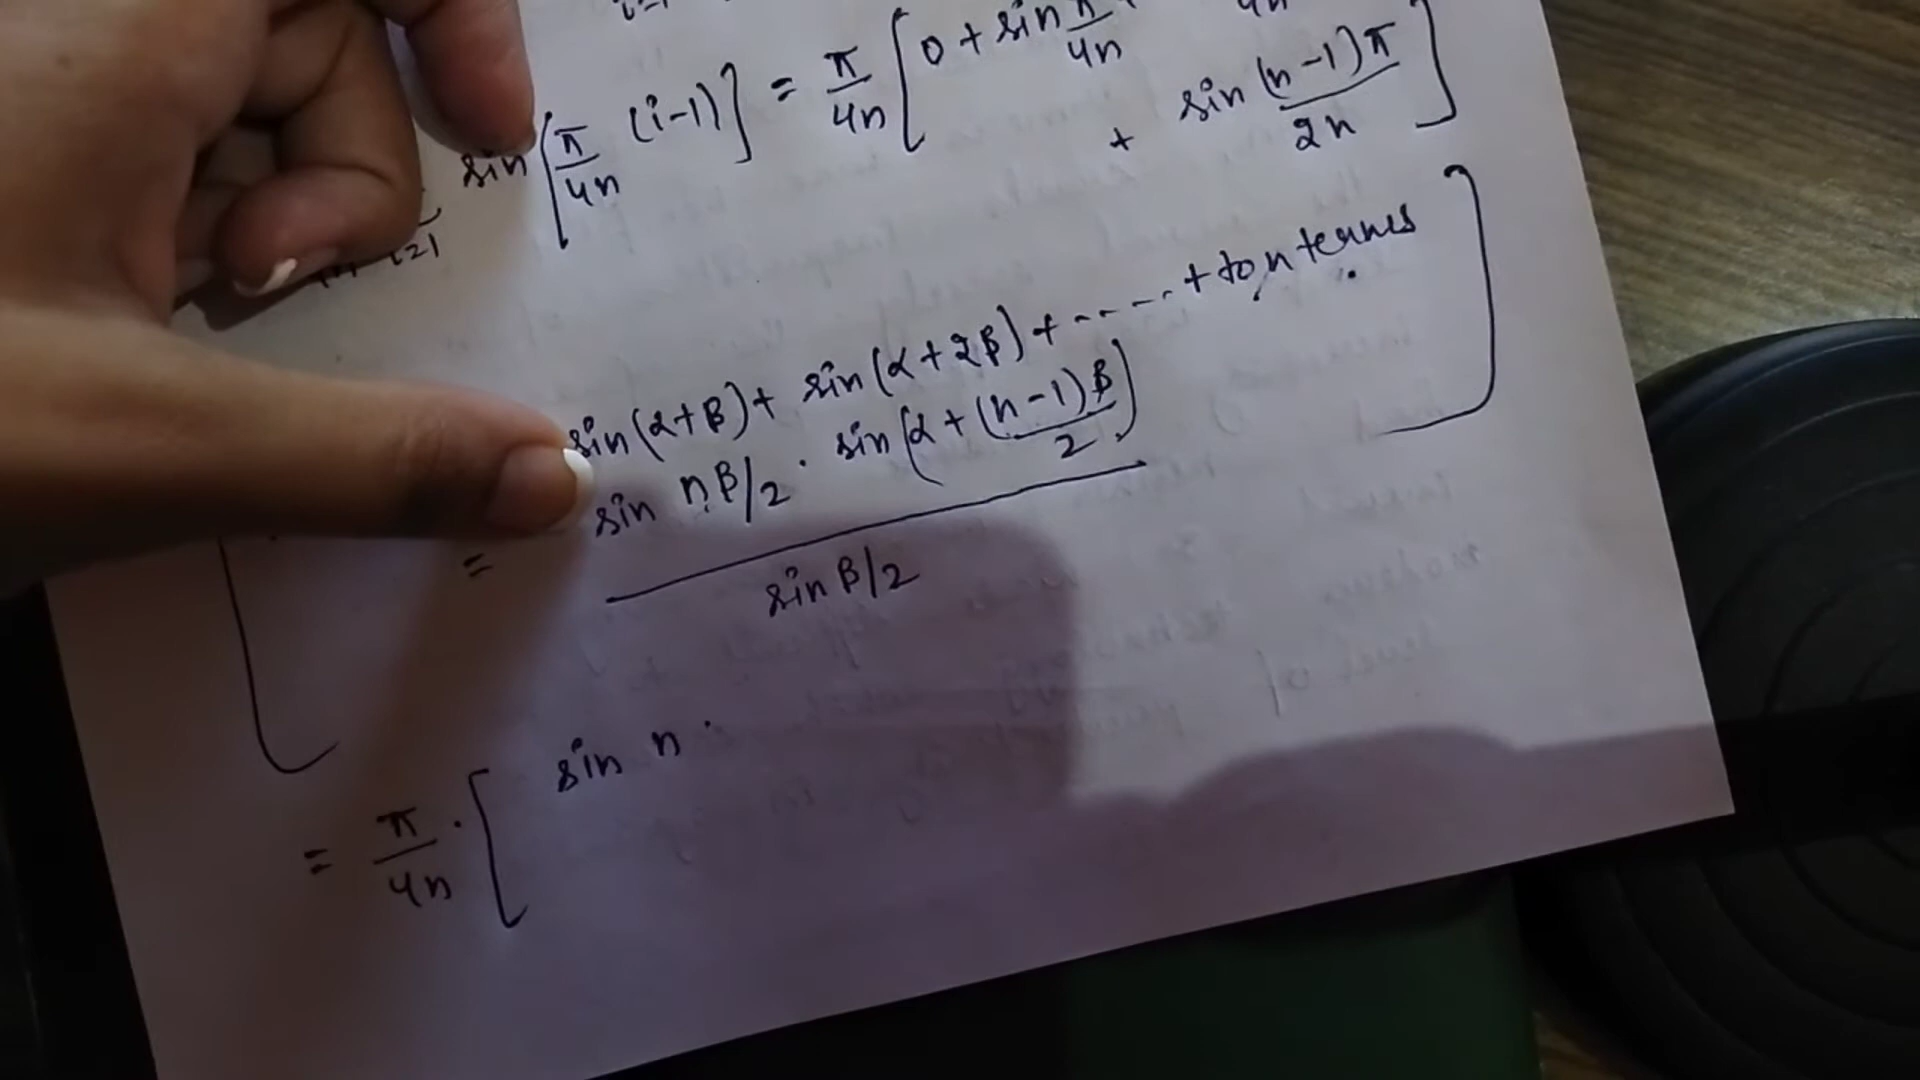 sin[π/4n (i-1)] = π/4n [0 + sin π/4n
+ sin (n-1)π/2n]
sin(α+β)+ sin(α+2β)+-----+ to n terms
= sin nβ/2 . sin(α+(n-1)β/2)
sin β/2
= π/4n . [ sin n